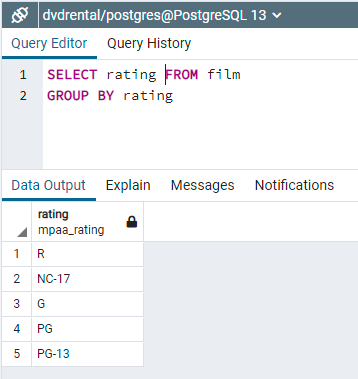 dvdrental/postgres@PostgreSQL 13
Query Editor Query History
1 SELECT rating FROM film
2 GROUP BY rating
Data Output Explain Messages Notifications
rating
mpaa_rating
1 R
2 NC-17
3 G
4 PG
5 PG-13